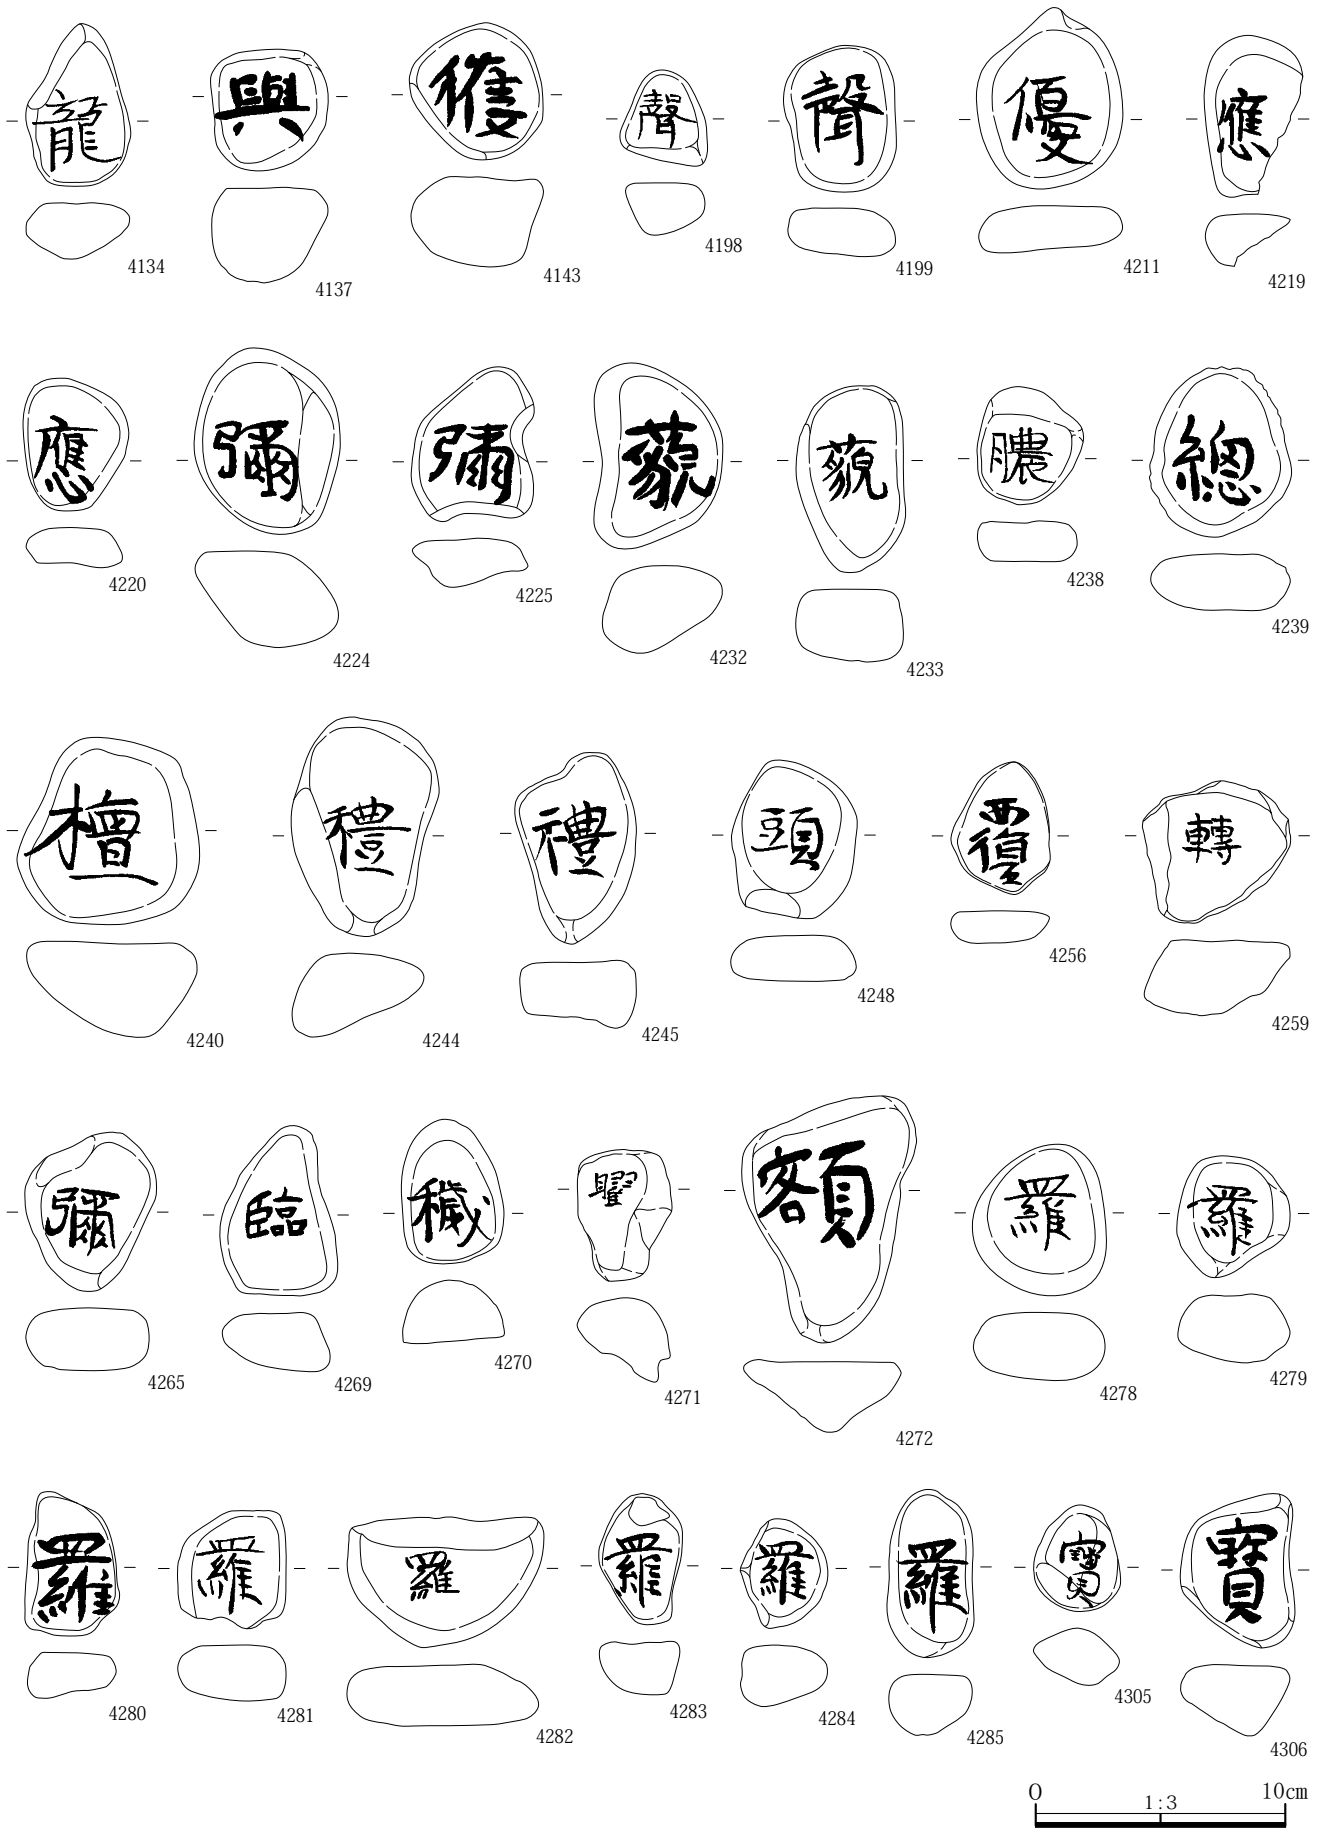 龍 興 獲 聲 聲 優 應
4134 4137 4143 4198 4199 4211 4219
應 彌 彌 藐 藐 膿 總
4220 4224 4225 4232 4233 4238 4239
檀 禮 禮 頭 覆 轉
4240 4244 4245 4248 4256 4259
彌 臨 穢 曜 額 羅 羅
4265 4269 4270 4271 4272 4278 4279
羅 羅 羅 羅 羅 羅 寶 寶
4280 4281 4282 4283 4284 4285 4305 4306
0 1:3 10cm